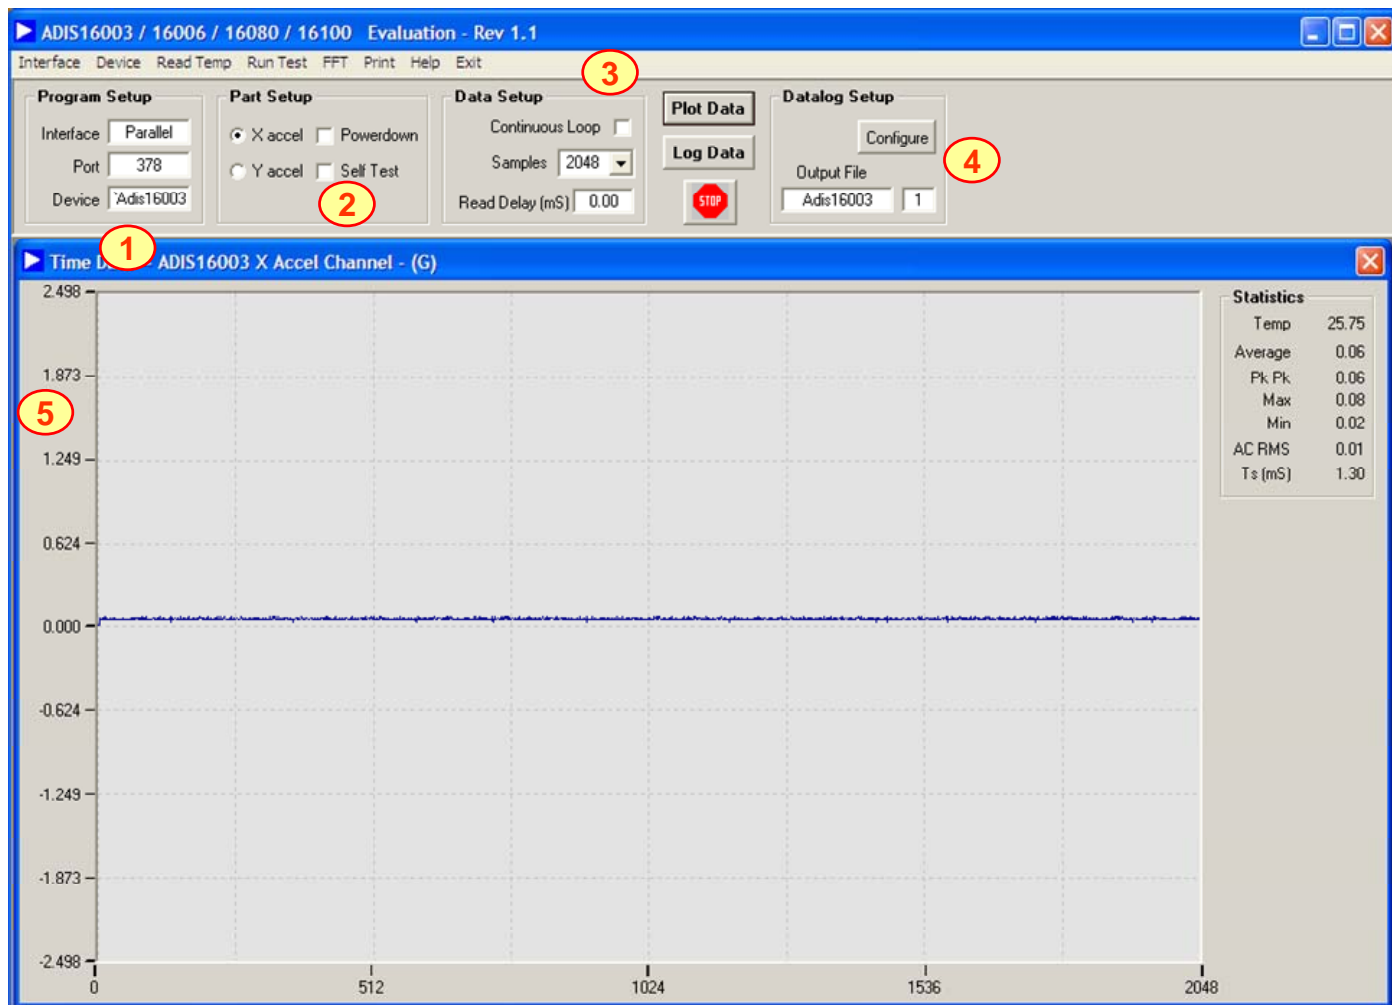 ADIS16003 / 16006 / 16080 / 16100 Evaluation - Rev 1.1
Interface Device Read Temp Run Test FFT Print Help Exit
3
Program Setup
Interface Parallel
Port 378
Device `Adis16003
1
Part Setup
X accel Powerdown
Y accel Self Test
2
Data Setup
Continuous Loop
Samples 2048
Read Delay (mS) 0.00
Plot Data
Log Data
STOP
Datalog Setup
Configure
Output File
Adis16003 1
4
Time D - ADIS16003 X Accel Channel - (G)
2.498
1.873
5
1.249
0.624
0.000
-0.624
-1.249
-1.873
-2.498
0 512 1024 1536 2048
Statistics
Temp 25.75
Average 0.06
Pk Pk 0.06
Max 0.08
Min 0.02
AC RMS 0.01
Ts (mS) 1.30